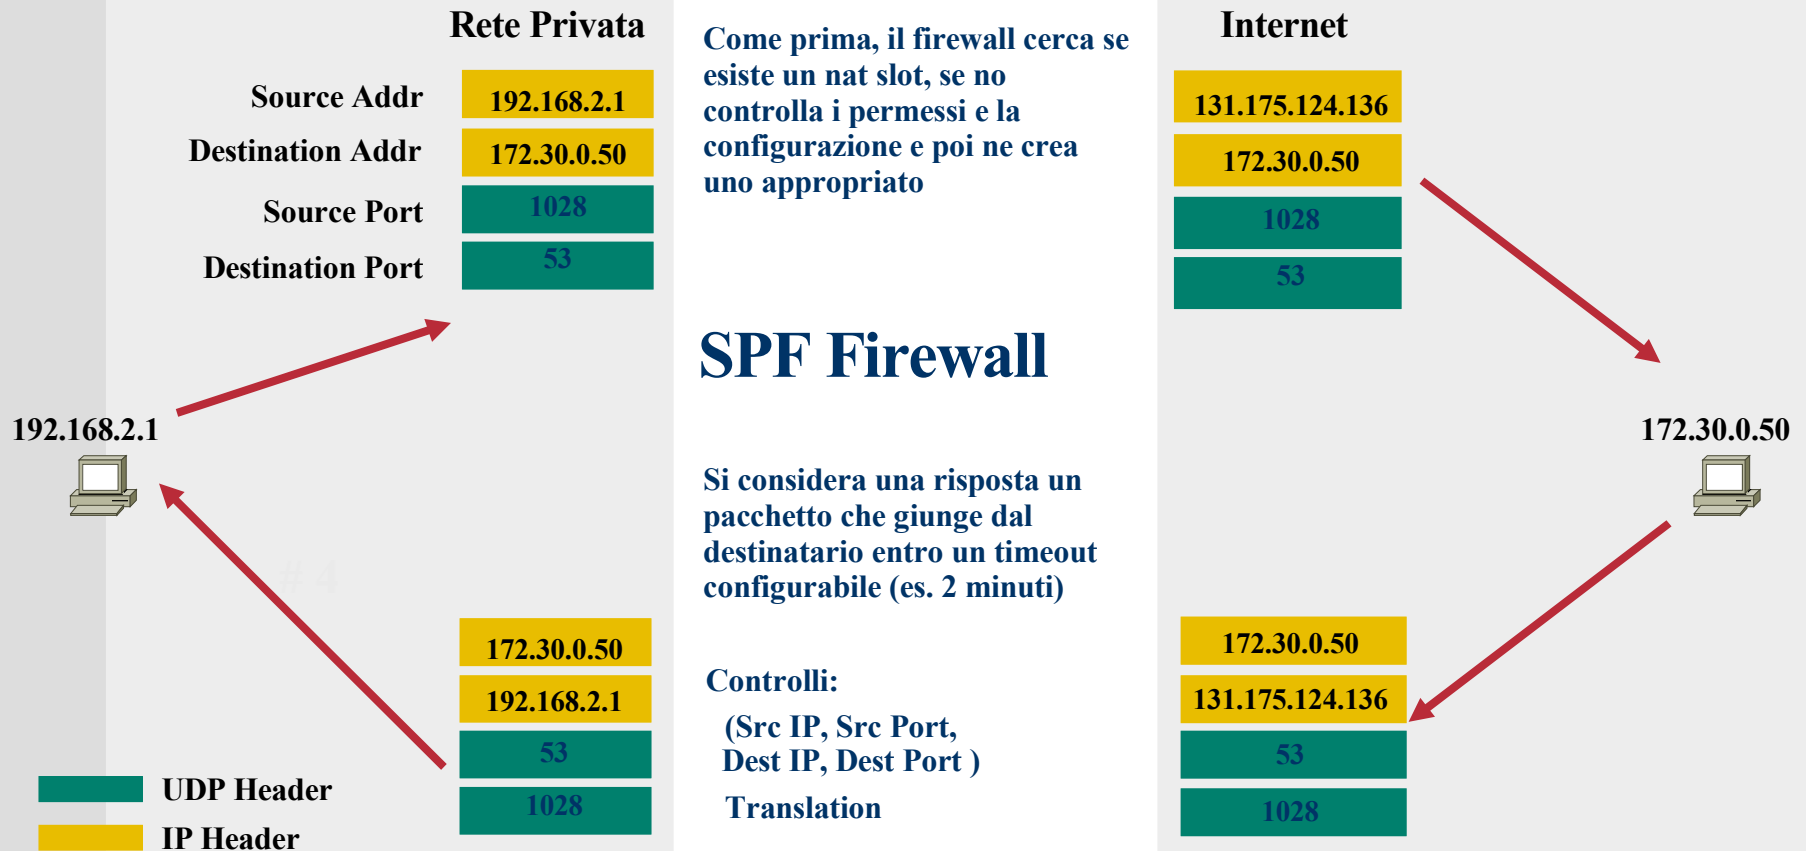 Rete Privata
Source Addr
192.168.2.1
Destination Addr
172.30.0.50
Source Port
1028
Destination Port
53
Come prima, il firewall cerca se
esiste un nat slot, se no
controlla i permessi e la
configurazione e poi ne crea
uno appropriato
Internet
131.175.124.136
172.30.0.50
1028
53
SPF Firewall
192.168.2.1
172.30.0.50
Si considera una risposta un
pacchetto che giunge dal
destinatario entro un timeout
configurabile (es. 2 minuti)
# 4
172.30.0.50
192.168.2.1
53
1028
Controlli:
(Src IP, Src Port,
Dest IP, Dest Port )
Translation
172.30.0.50
131.175.124.136
53
1028
UDP Header
IP Header